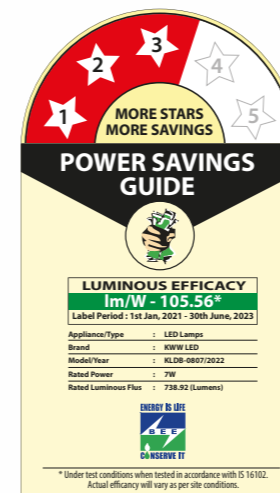 1 2 3 4 5
MORE STARS
MORE SAVINGS
POWER SAVINGS
GUIDE
LUMINOUS EFFICACY
lm/W - 105.56*
Label Period : 1st Jan, 2021 - 30th June, 2023
Appliance/Type : LED Lamps
Brand : KWW LED
Model/Year : KLDB-0807/2022
Rated Power : 7W
Rated Luminous Flus : 738.92 (Lumens)
ENERGY IS LIFE
BEE
CONSERVE IT
* Under test conditions when tested in accordance with IS 16102.
Actual efficancy will vary as per site conditions.